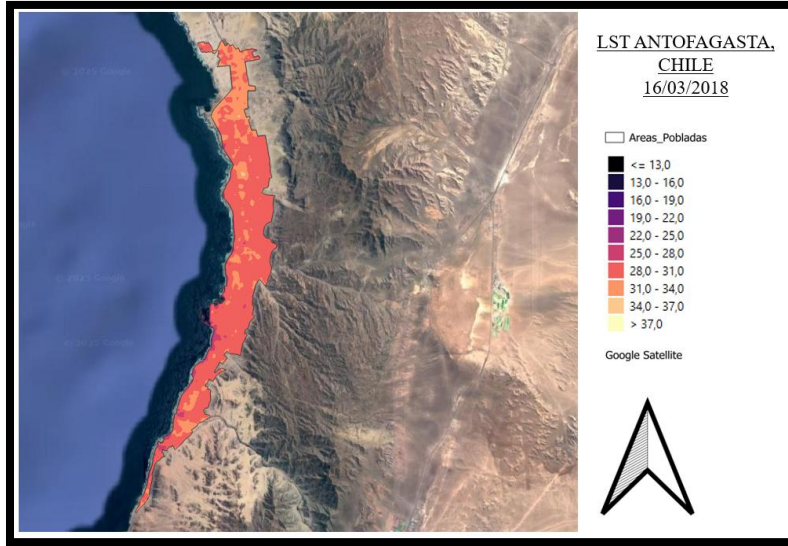 LST ANTOFAGASTA,
CHILE
16/03/2018
Areas_Pobladas
<= 13,0
13,0 - 16,0
16,0 - 19,0
19,0 - 22,0
22,0 - 25,0
25,0 - 28,0
28,0 - 31,0
31,0 - 34,0
34,0 - 37,0
> 37,0
Google Satellite